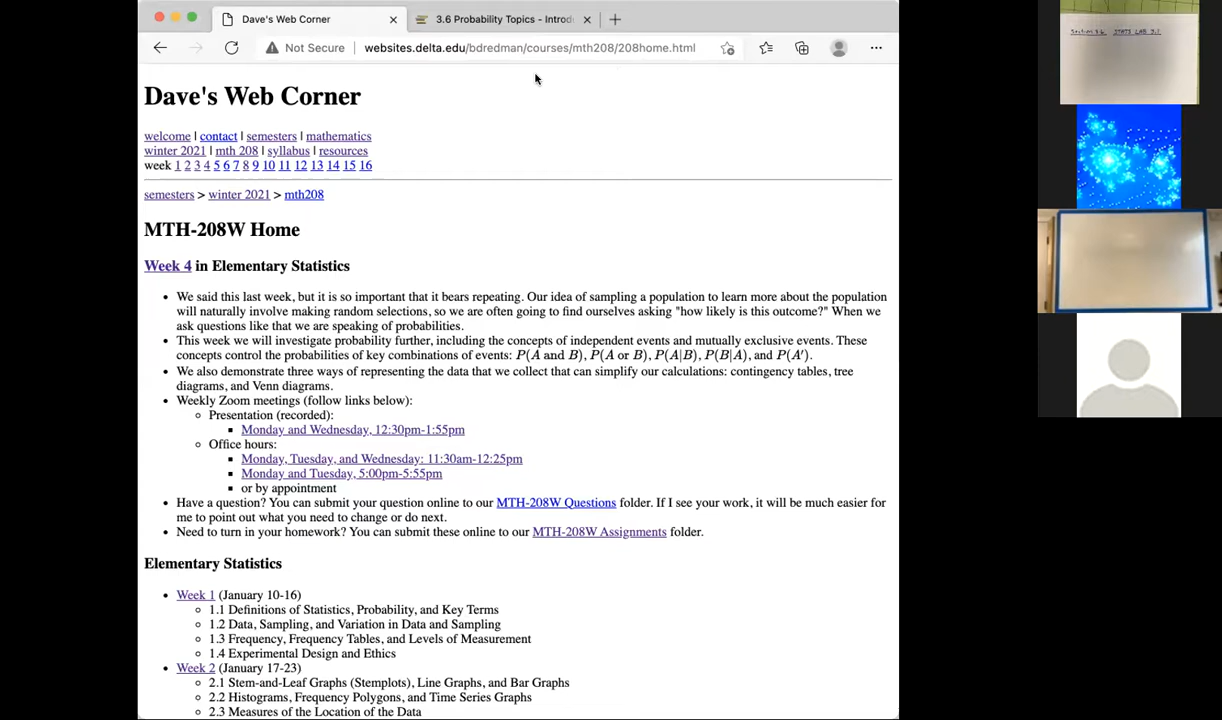 Dave's Web Corner
3.6 Probability Topics - Introd
Not Secure
websites.delta.edu/bdredman/courses/mth208/208home.html
Dave's Web Corner
welcome | contact | semesters | mathematics
winter 2021 | mth 208 | syllabus | resources
week 1 2 3 4 5 6 7 8 9 10 11 12 13 14 15 16
semesters > winter 2021 > mth208
MTH-208W Home
Week 4 in Elementary Statistics
• We said this last week, but it is so important that it bears repeating. Our idea of sampling a population to learn more about the population
will naturally involve making random selections, so we are often going to find ourselves asking "how likely is this outcome?" When we
ask questions like that we are speaking of probabilities.
• This week we will investigate probability further, including the concepts of independent events and mutually exclusive events. These
concepts control the probabilities of key combinations of events: P(A and B), P(A or B), P(A|B), P(B|A), and P(A′).
• We also demonstrate three ways of representing the data that we collect that can simplify our calculations: contingency tables, tree
diagrams, and Venn diagrams.
• Weekly Zoom meetings (follow links below):
Presentation (recorded):
Monday and Wednesday, 12:30pm-1:55pm
Office hours:
Monday, Tuesday, and Wednesday: 11:30am-12:25pm
Monday and Tuesday, 5:00pm-5:55pm
or by appointment
• Have a question? You can submit your question online to our MTH-208W Questions folder. If I see your work, it will be much easier for
me to point out what you need to change or do next.
• Need to turn in your homework? You can submit these online to our MTH-208W Assignments folder.
Elementary Statistics
• Week 1 (January 10-16)
1.1 Definitions of Statistics, Probability, and Key Terms
1.2 Data, Sampling, and Variation in Data and Sampling
1.3 Frequency, Frequency Tables, and Levels of Measurement
1.4 Experimental Design and Ethics
• Week 2 (January 17-23)
2.1 Stem-and-Leaf Graphs (Stemplots), Line Graphs, and Bar Graphs
2.2 Histograms, Frequency Polygons, and Time Series Graphs
2.3 Measures of the Location of the Data
Section 3.6 STATS LAB 3.1